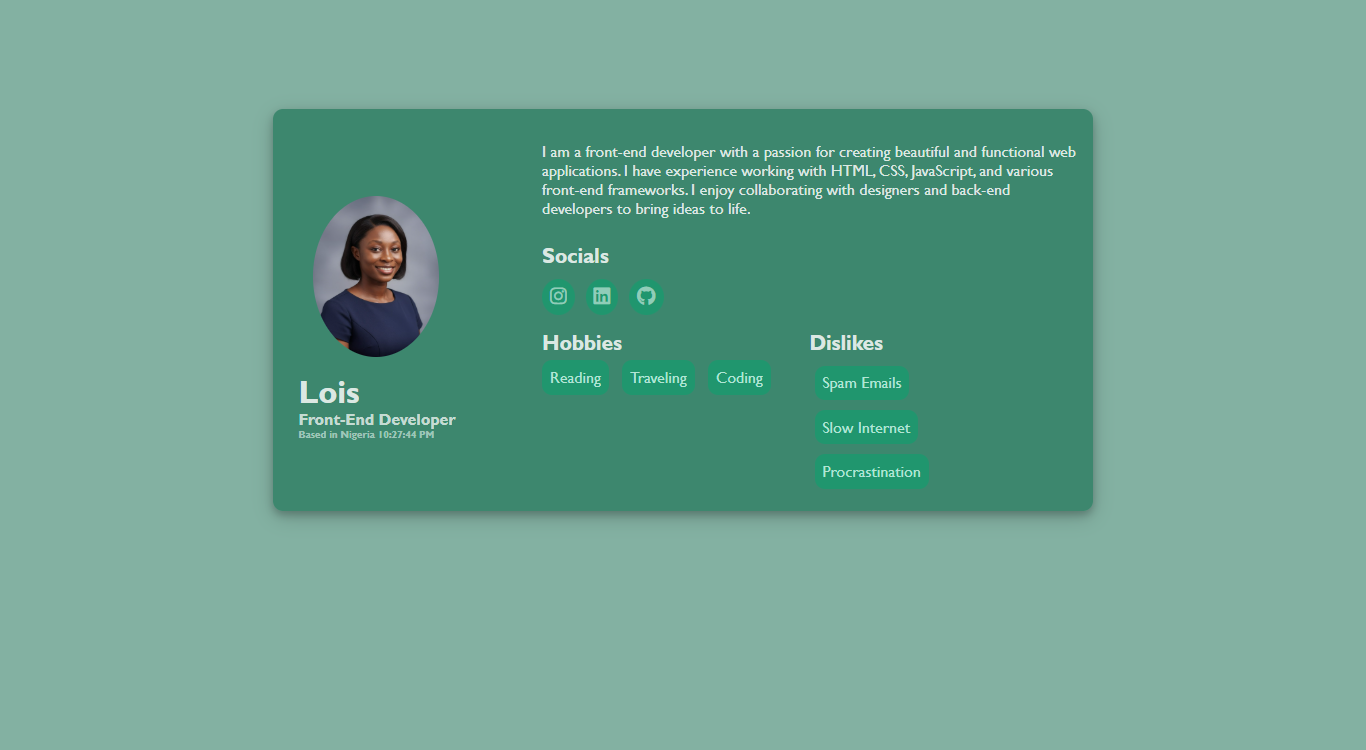 I am a front-end developer with a passion for creating beautiful and functional web
applications. I have experience working with HTML, CSS, JavaScript, and various
front-end frameworks. I enjoy collaborating with designers and back-end
developers to bring ideas to life.
Socials
in
Lois
Front-End Developer
Based in Nigeria 10:27:44 PM
Hobbies
Reading
Traveling
Coding
Dislikes
Spam Emails
Slow Internet
Procrastination